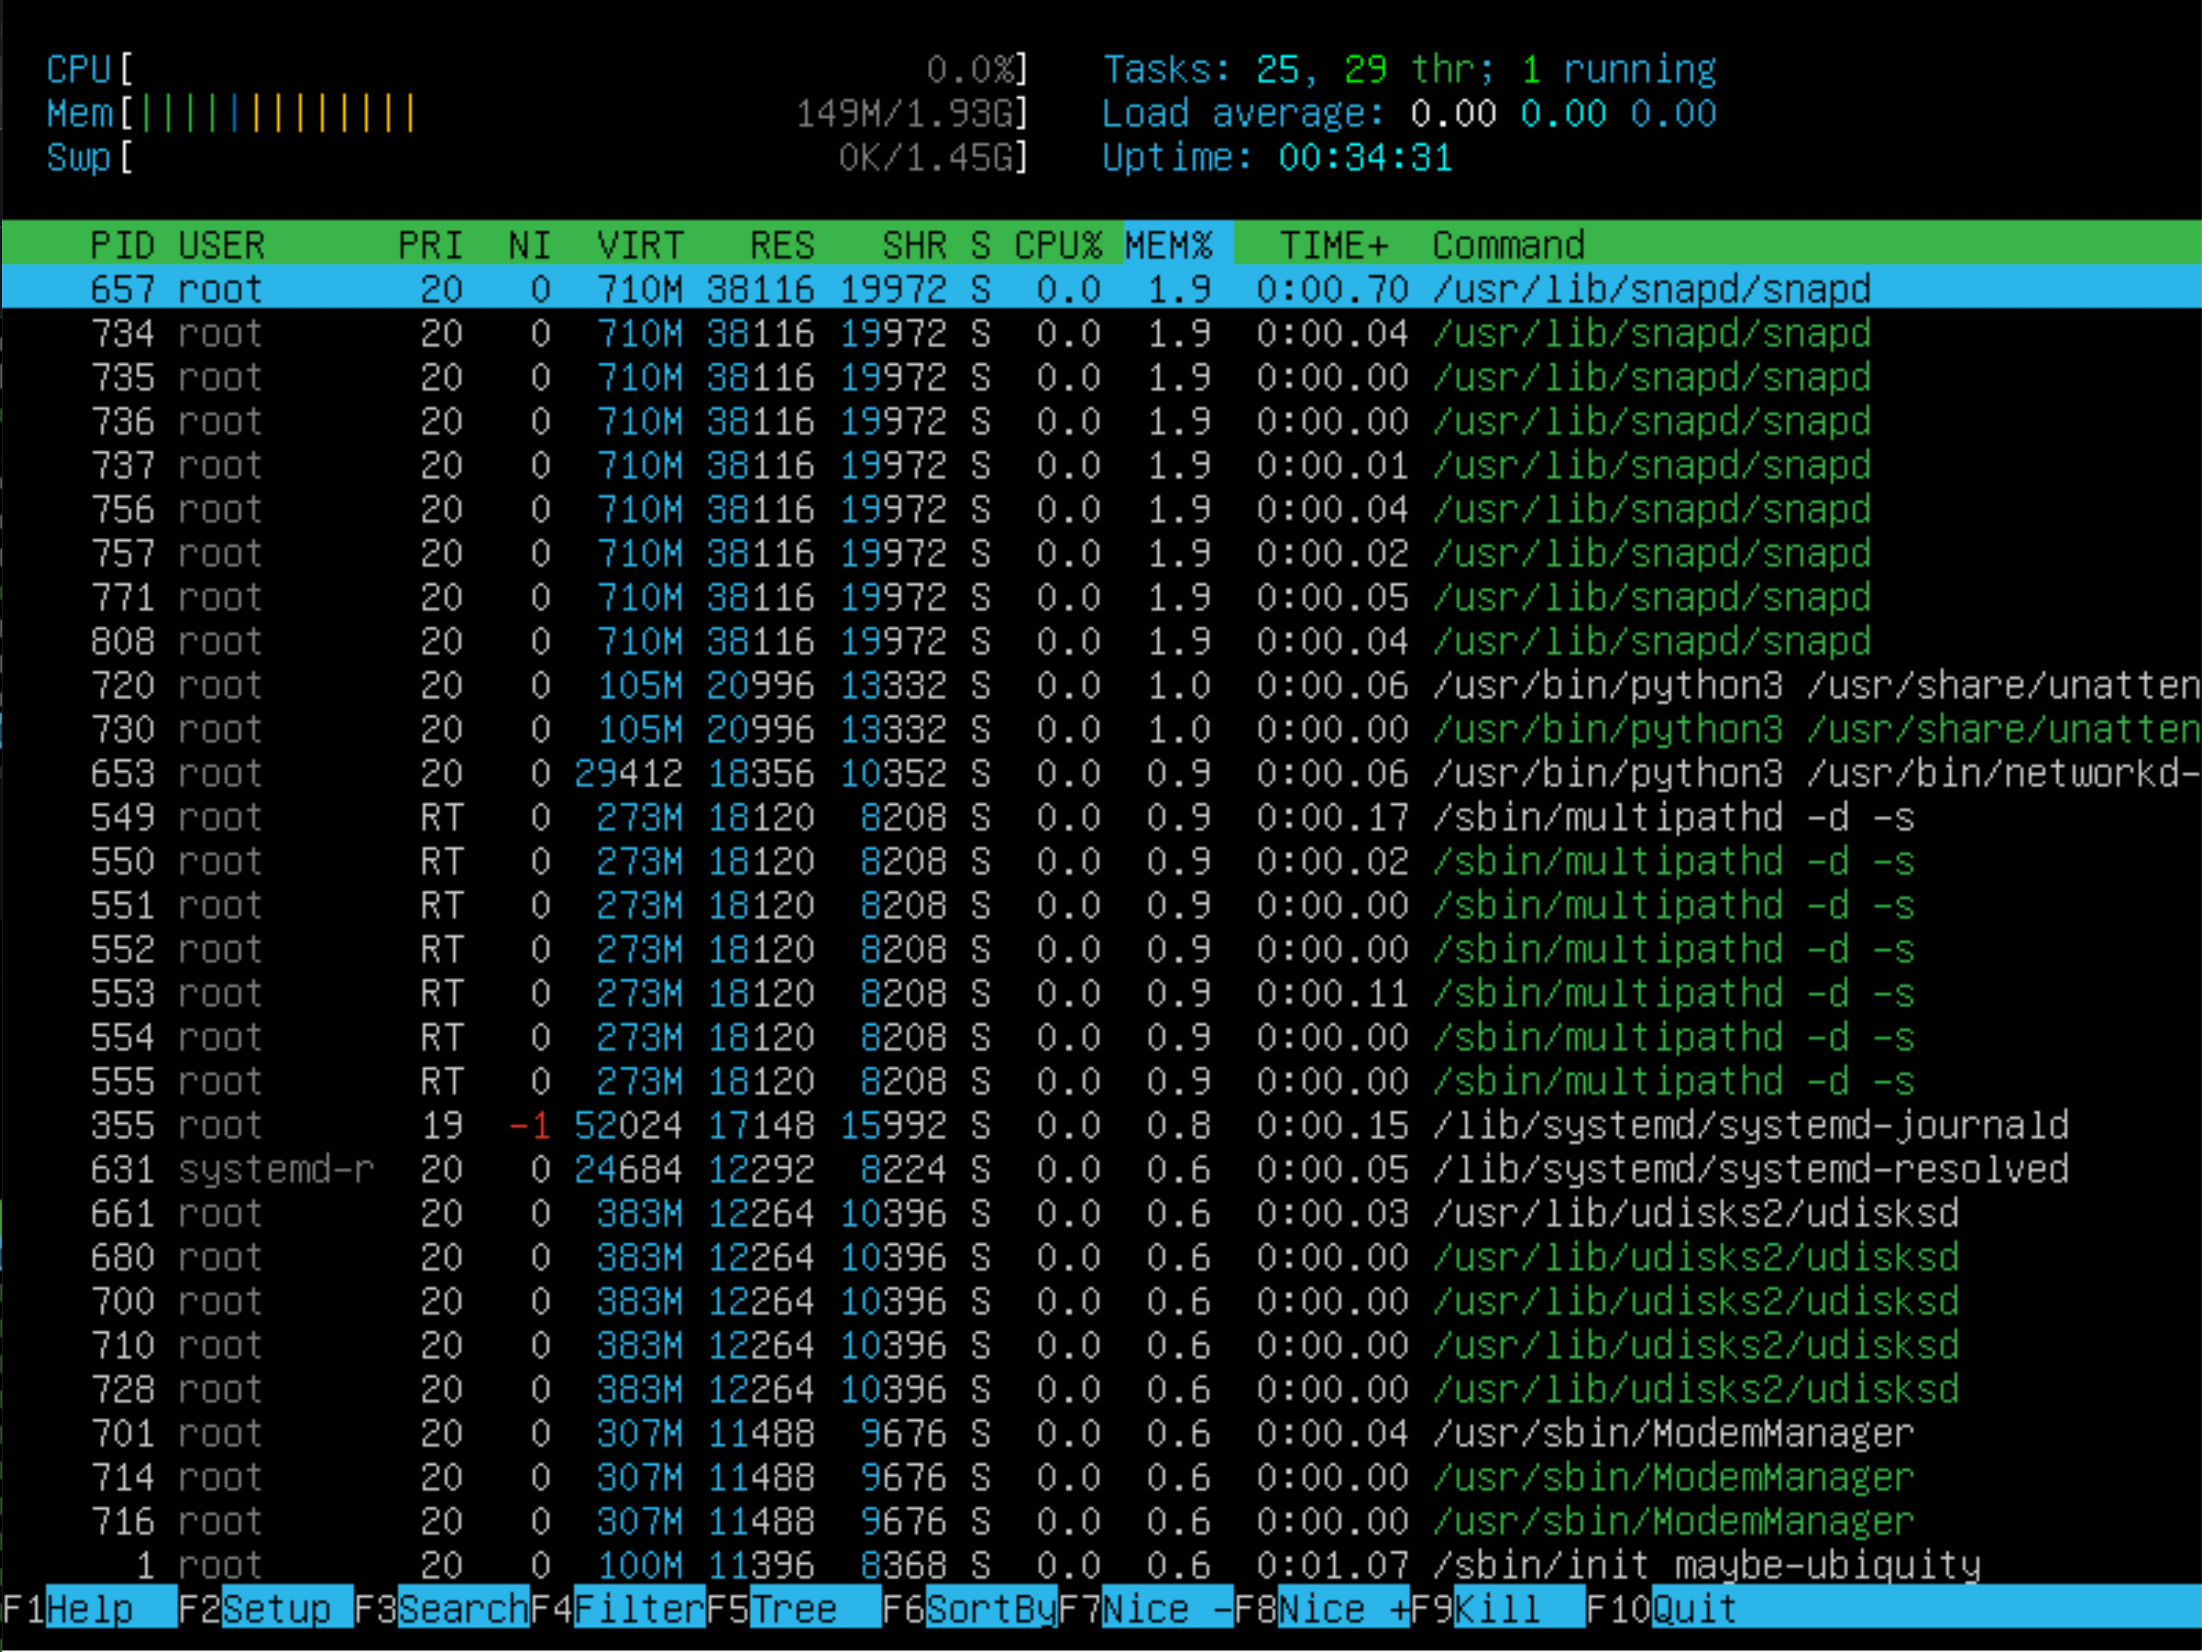 CPU[ 0.0%] Tasks: 25, 29 thr; 1 running
Mem[||||||||||||| 149M/1.93G] Load average: 0.00 0.00 0.00
Swp[ 0K/1.45G] Uptime: 00:34:31
PID USER PRI NI VIRT RES SHR S CPU% MEM% TIME+ Command
657 root 20 0 710M 38116 19972 S 0.0 1.9 0:00.70 /usr/lib/snapd/snapd
734 root 20 0 710M 38116 19972 S 0.0 1.9 0:00.04 /usr/lib/snapd/snapd
735 root 20 0 710M 38116 19972 S 0.0 1.9 0:00.00 /usr/lib/snapd/snapd
736 root 20 0 710M 38116 19972 S 0.0 1.9 0:00.00 /usr/lib/snapd/snapd
737 root 20 0 710M 38116 19972 S 0.0 1.9 0:00.01 /usr/lib/snapd/snapd
756 root 20 0 710M 38116 19972 S 0.0 1.9 0:00.04 /usr/lib/snapd/snapd
757 root 20 0 710M 38116 19972 S 0.0 1.9 0:00.02 /usr/lib/snapd/snapd
771 root 20 0 710M 38116 19972 S 0.0 1.9 0:00.05 /usr/lib/snapd/snapd
808 root 20 0 710M 38116 19972 S 0.0 1.9 0:00.04 /usr/lib/snapd/snapd
720 root 20 0 105M 20996 13332 S 0.0 1.0 0:00.06 /usr/bin/python3 /usr/share/unatten
730 root 20 0 105M 20996 13332 S 0.0 1.0 0:00.00 /usr/bin/python3 /usr/share/unatten
653 root 20 0 29412 18356 10352 S 0.0 0.9 0:00.06 /usr/bin/python3 /usr/bin/networkd-
549 root RT 0 273M 18120 8208 S 0.0 0.9 0:00.17 /sbin/multipathd -d -s
550 root RT 0 273M 18120 8208 S 0.0 0.9 0:00.02 /sbin/multipathd -d -s
551 root RT 0 273M 18120 8208 S 0.0 0.9 0:00.00 /sbin/multipathd -d -s
552 root RT 0 273M 18120 8208 S 0.0 0.9 0:00.00 /sbin/multipathd -d -s
553 root RT 0 273M 18120 8208 S 0.0 0.9 0:00.11 /sbin/multipathd -d -s
554 root RT 0 273M 18120 8208 S 0.0 0.9 0:00.00 /sbin/multipathd -d -s
555 root RT 0 273M 18120 8208 S 0.0 0.9 0:00.00 /sbin/multipathd -d -s
355 root 19 -1 52024 17148 15992 S 0.0 0.8 0:00.15 /lib/systemd/systemd-journald
631 systemd-r 20 0 24684 12292 8224 S 0.0 0.6 0:00.05 /lib/systemd/systemd-resolved
661 root 20 0 383M 12264 10396 S 0.0 0.6 0:00.03 /usr/lib/udisks2/udisksd
680 root 20 0 383M 12264 10396 S 0.0 0.6 0:00.00 /usr/lib/udisks2/udisksd
700 root 20 0 383M 12264 10396 S 0.0 0.6 0:00.00 /usr/lib/udisks2/udisksd
710 root 20 0 383M 12264 10396 S 0.0 0.6 0:00.00 /usr/lib/udisks2/udisksd
728 root 20 0 383M 12264 10396 S 0.0 0.6 0:00.00 /usr/lib/udisks2/udisksd
701 root 20 0 307M 11488 9676 S 0.0 0.6 0:00.04 /usr/sbin/ModemManager
714 root 20 0 307M 11488 9676 S 0.0 0.6 0:00.00 /usr/sbin/ModemManager
716 root 20 0 307M 11488 9676 S 0.0 0.6 0:00.00 /usr/sbin/ModemManager
1 root 20 0 100M 11396 8368 S 0.0 0.6 0:01.07 /sbin/init maybe-ubiquity
F1Help F2Setup F3SearchF4FilterF5Tree F6SortByF7Nice -F8Nice +F9Kill F10Quit